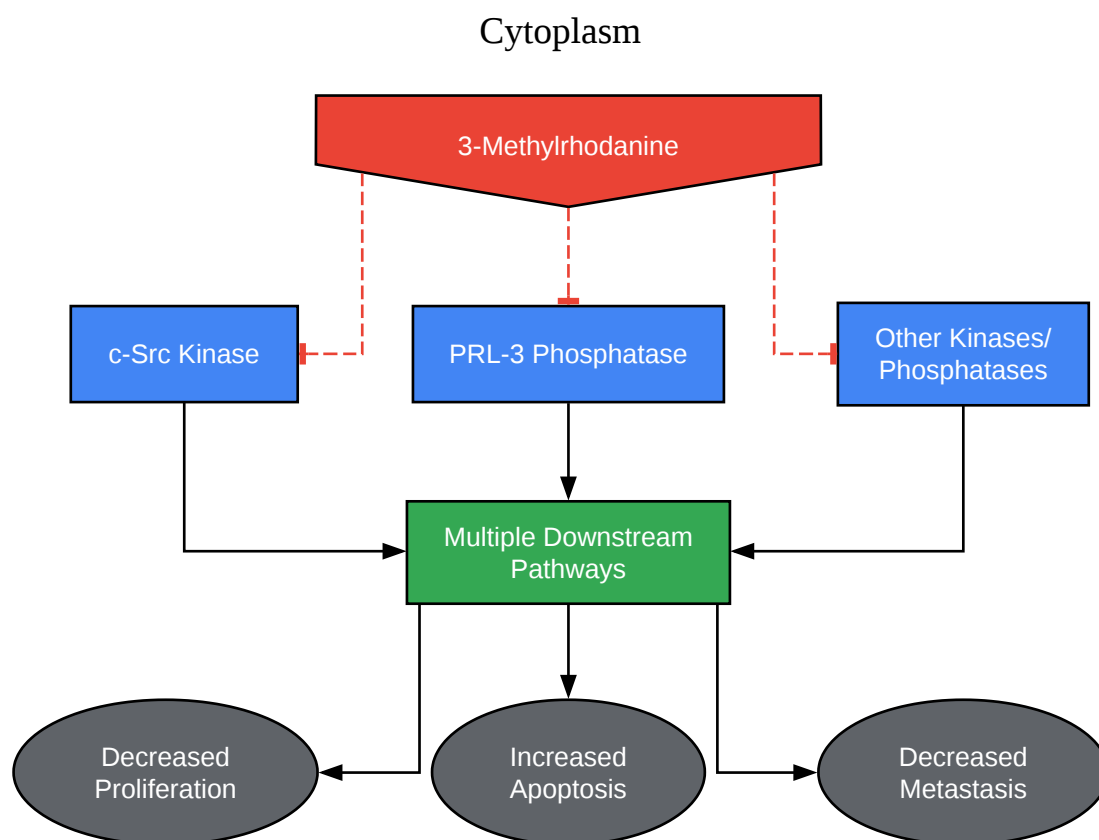 Cytoplasm
3-Methylrhodanine
c-Src Kinase
PRL-3 Phosphatase
Other Kinases/
Phosphatases
Multiple Downstream
Pathways
Decreased
Proliferation
Increased
Apoptosis
Decreased
Metastasis